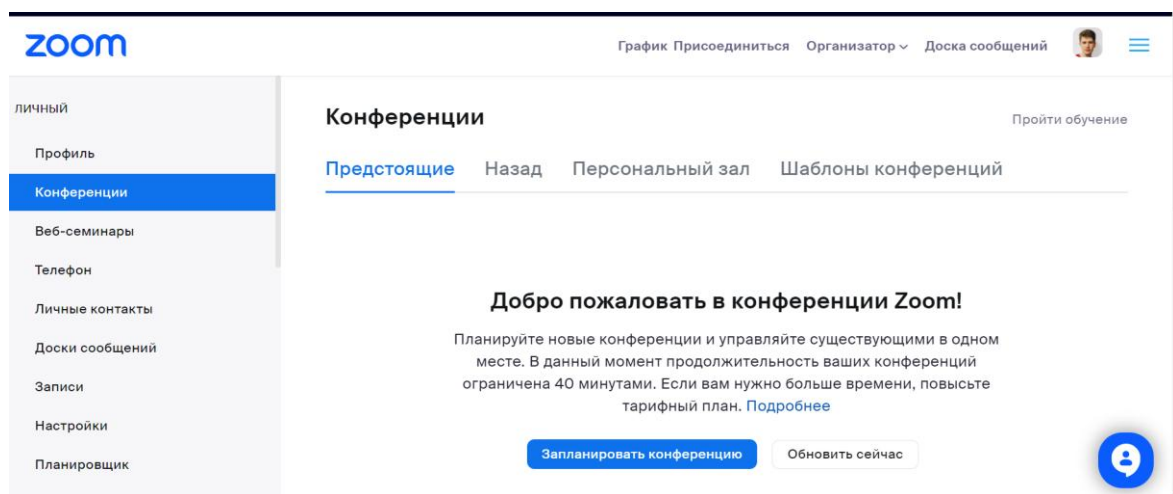 zoom
График Присоединиться Организатор Доска сообщений
личный
Профиль
Конференции
Веб-семинары
Телефон
Личные контакты
Доски сообщений
Записи
Настройки
Планировщик
Конференции
Пройти обучение
Предстоящие Назад Персональный зал Шаблоны конференций
Добро пожаловать в конференции Zoom!
Планируйте новые конференции и управляйте существующими в одном
месте. В данный момент продолжительность ваших конференций
ограничена 40 минутами. Если вам нужно больше времени, повысьте
тарифный план. Подробнее
Запланировать конференцию Обновить сейчас